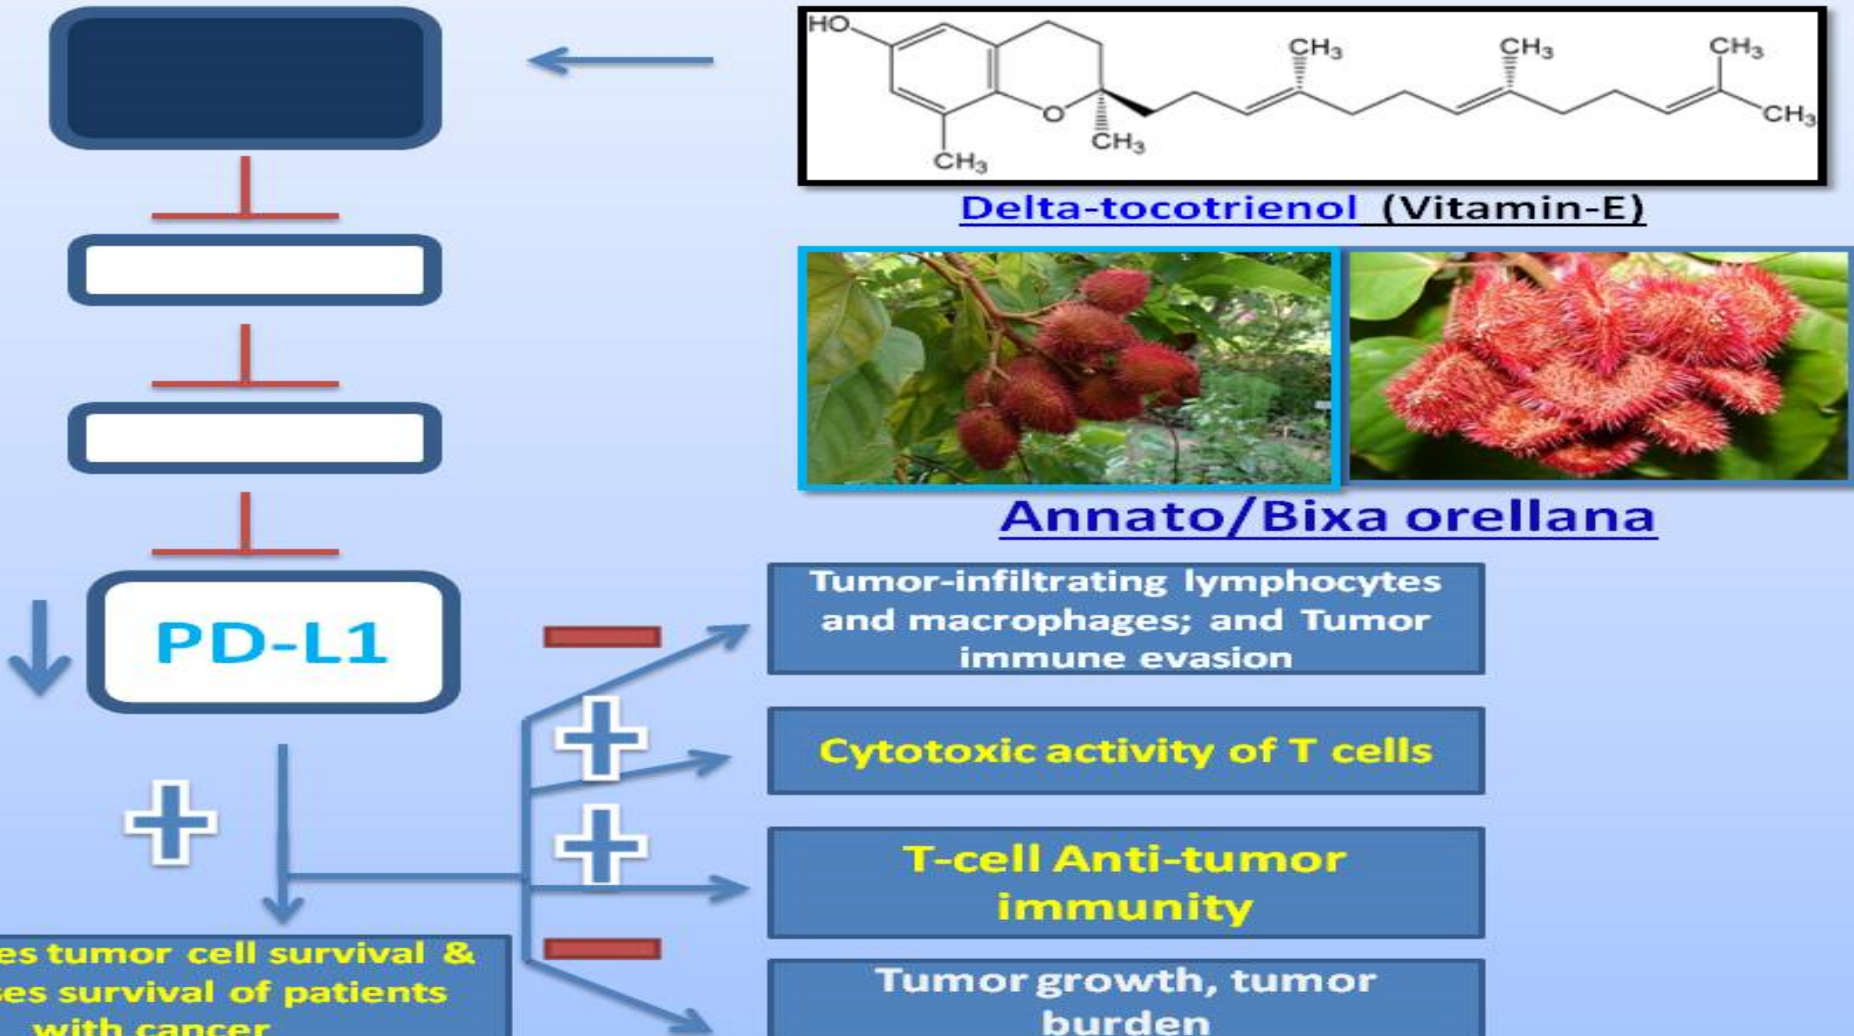 HO
CH3
CH3
CH3
CH3
O
CH3
CH3
Delta-tocotrienol (Vitamin-E)
Annato/Bixa orellana
PD-L1
Tumor-infiltrating lymphocytes
and macrophages; and Tumor
immune evasion
Cytotoxic activity of T cells
T-cell Anti-tumor
immunity
tumor cell survival &
survival of patients
with cancer
Tumor growth, tumor
burden